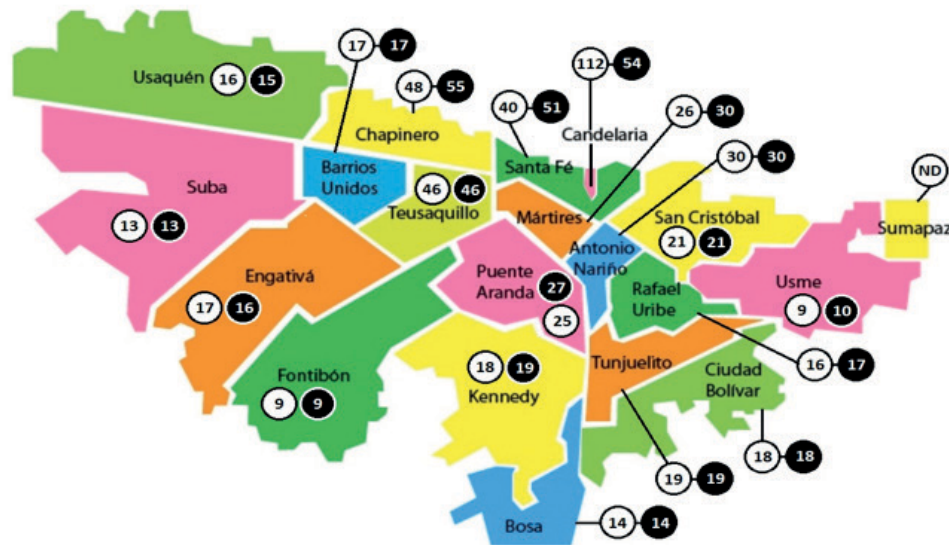 17 17
112 54
Usaquén 16 15
48 55
40 51
Candelaria
26 30
Chapinero
Santa Fé
30 30
ND
Barrios
Unidos
Suba
46 46
Teusaquillo
Mártires
San Cristóbal
21 21
Sumapaz
13 13
Antonio
Nariño
Engativá
17 16
Puente
Aranda 27
25
Rafael
Uribe
Usme
9 10
Fontibón
9 9
18 19
Kennedy
Tunjuelito
Ciudad
Bolívar
16 17
18 18
19 19
Bosa
14 14